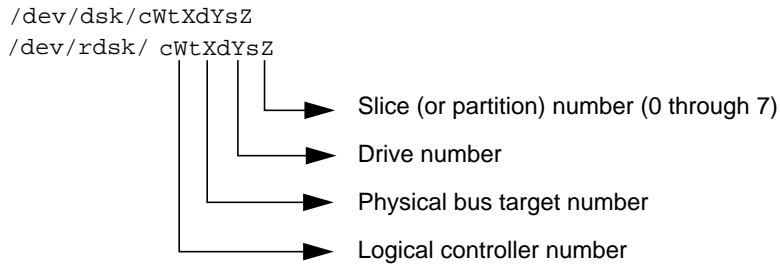 /dev/dsk/cWtXdYsZ
/dev/rdsk/ cWtXdYsZ
Slice (or partition) number (0 through 7)
Drive number
Physical bus target number
Logical controller number